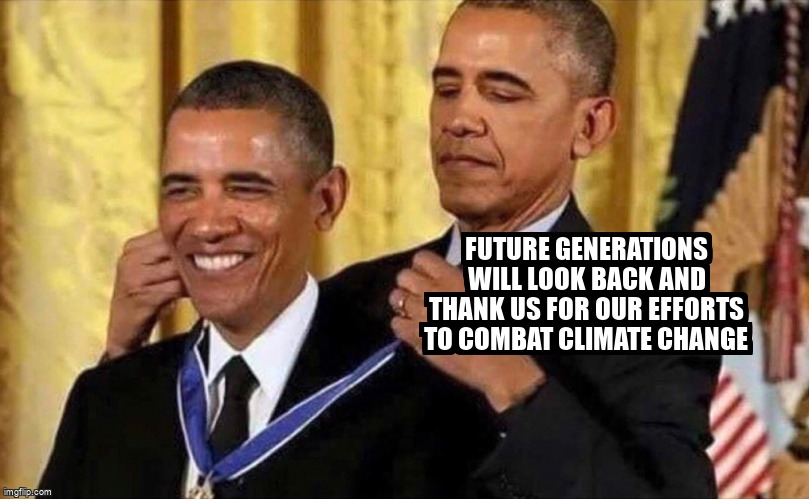 FUTURE GENERATIONS
WILL LOOK BACK AND
THANK US FOR OUR EFFORTS
TO COMBAT CLIMATE CHANGE
imgflip.com